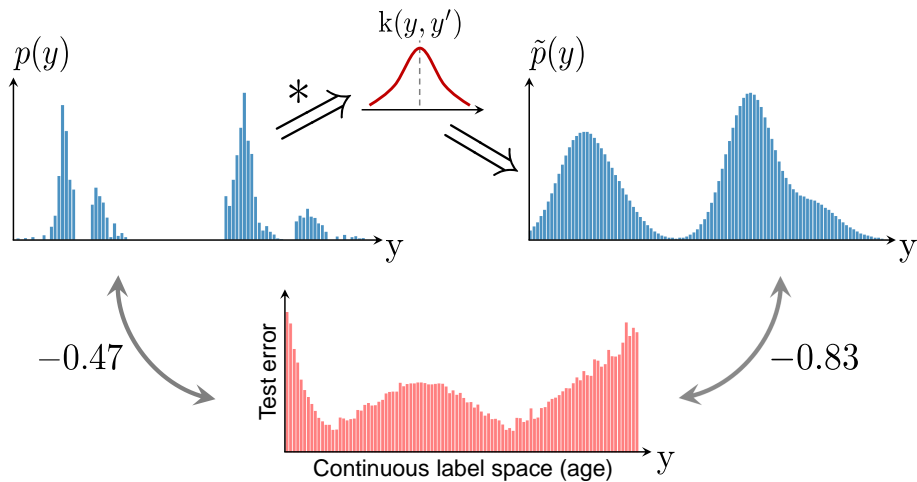 k(y, y′)
p(y)
*
p̃(y)
y
y
−0.47
Test error
−0.83
y
Continuous label space (age)